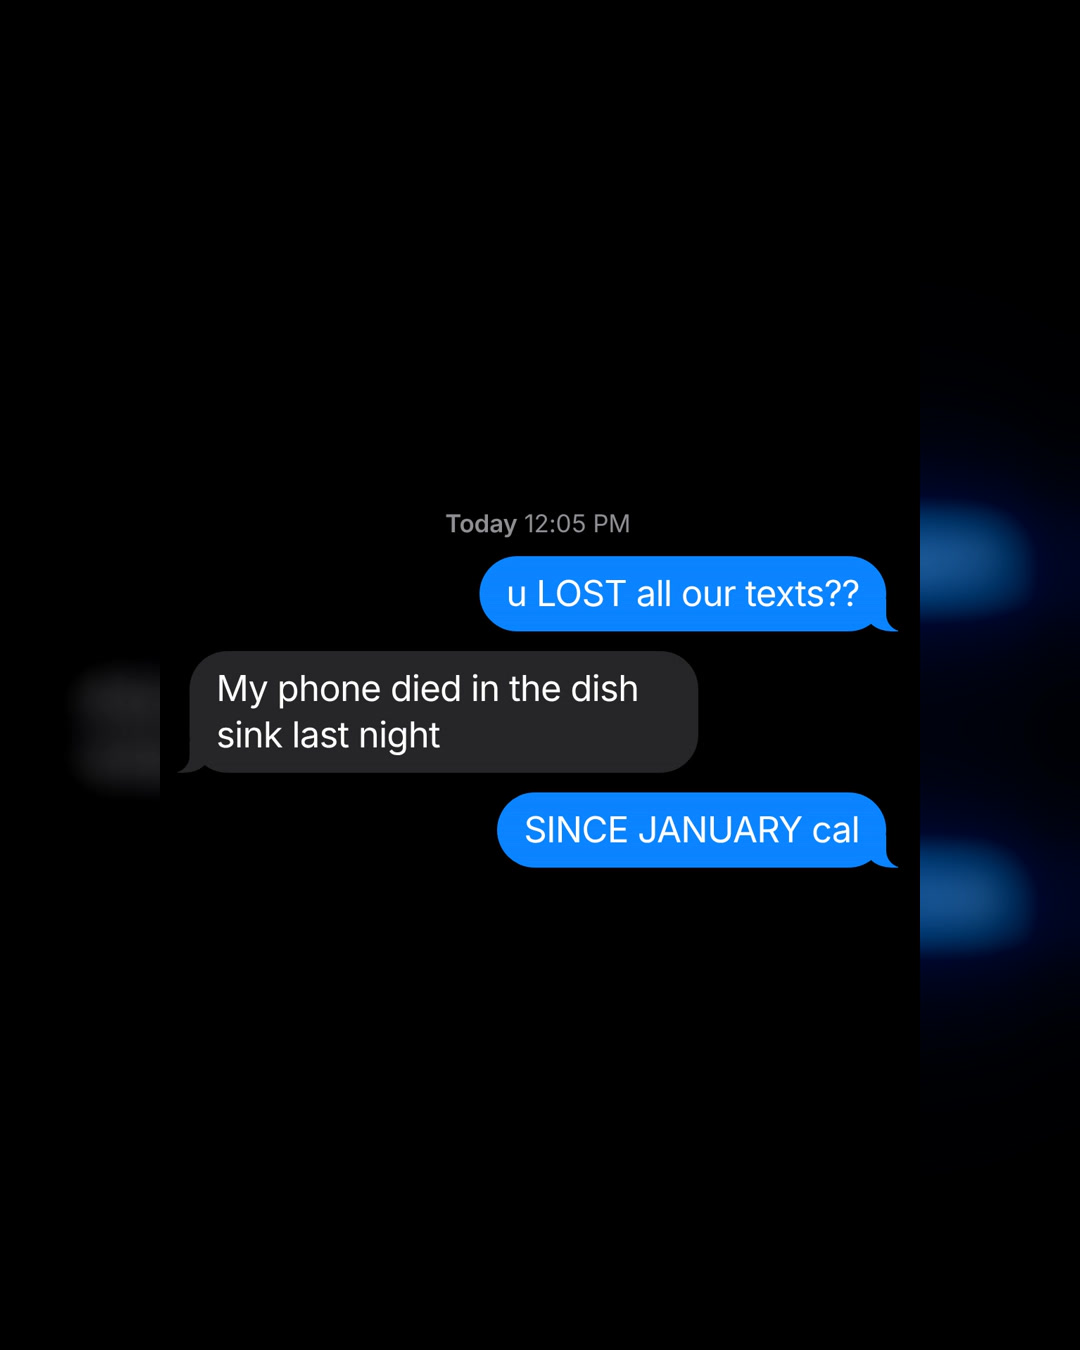 Today 12:05 PM
u LOST all our texts??
My phone died in the dish
sink last night
SINCE JANUARY cal